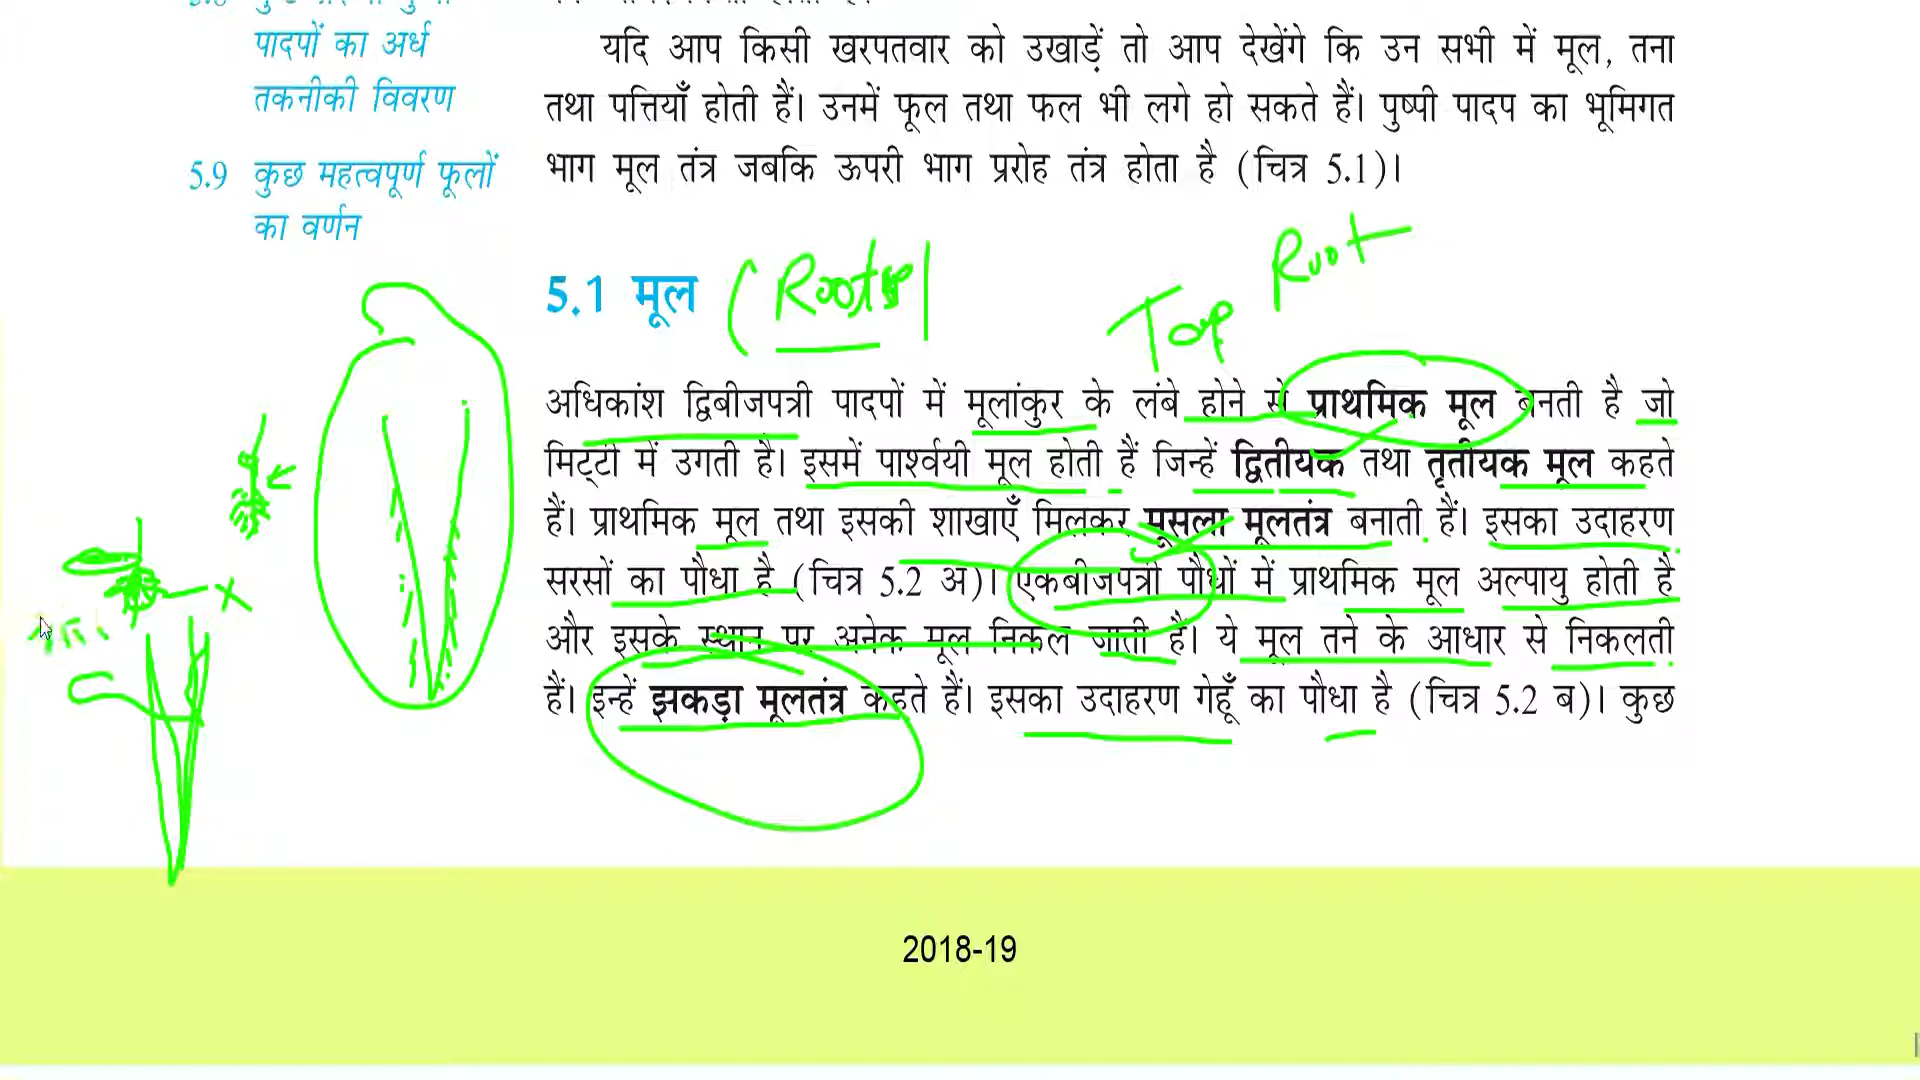 पादपों का अर्ध
तकनीकी विवरण
5.9 कुछ महत्वपूर्ण फूलों
का वर्णन
यदि आप किसी खरपतवार को उखाड़ें तो आप देखेंगे कि उन सभी में मूल, तना
तथा पत्तियाँ होती हैं। उनमें फूल तथा फल भी लगे हो सकते हैं। पुष्पी पादप का भूमिगत
भाग मूल तंत्र जबकि ऊपरी भाग प्ररोह तंत्र होता है (चित्र 5.1)।
5.1 मूल
Root
Top
अधिकांश द्विबीजपत्री पादपों में मूलांकुर के लंबे होने से प्राथमिक मूल बनती है जो
मिट्टी में उगती है। इसमें पार्श्वयी मूल होती हैं जिन्हें द्वितीयक तथा तृतीयक मूल कहते
हैं। प्राथमिक मूल तथा इसकी शाखाएँ मिलकर मूसला मूलतंत्र बनाती हैं। इसका उदाहरण
सरसों का पौधा है (चित्र 5.2 अ)। एकबीजपत्री पौधों में प्राथमिक मूल अल्पायु होती है
और इसके स्थान पर अनेक मूल निकल जाती हैं। ये मूल तने के आधार से निकलती
हैं। इन्हें झकड़ा मूलतंत्र कहते हैं। इसका उदाहरण गेहूँ का पौधा है (चित्र 5.2 ब)। कुछ
2018-19